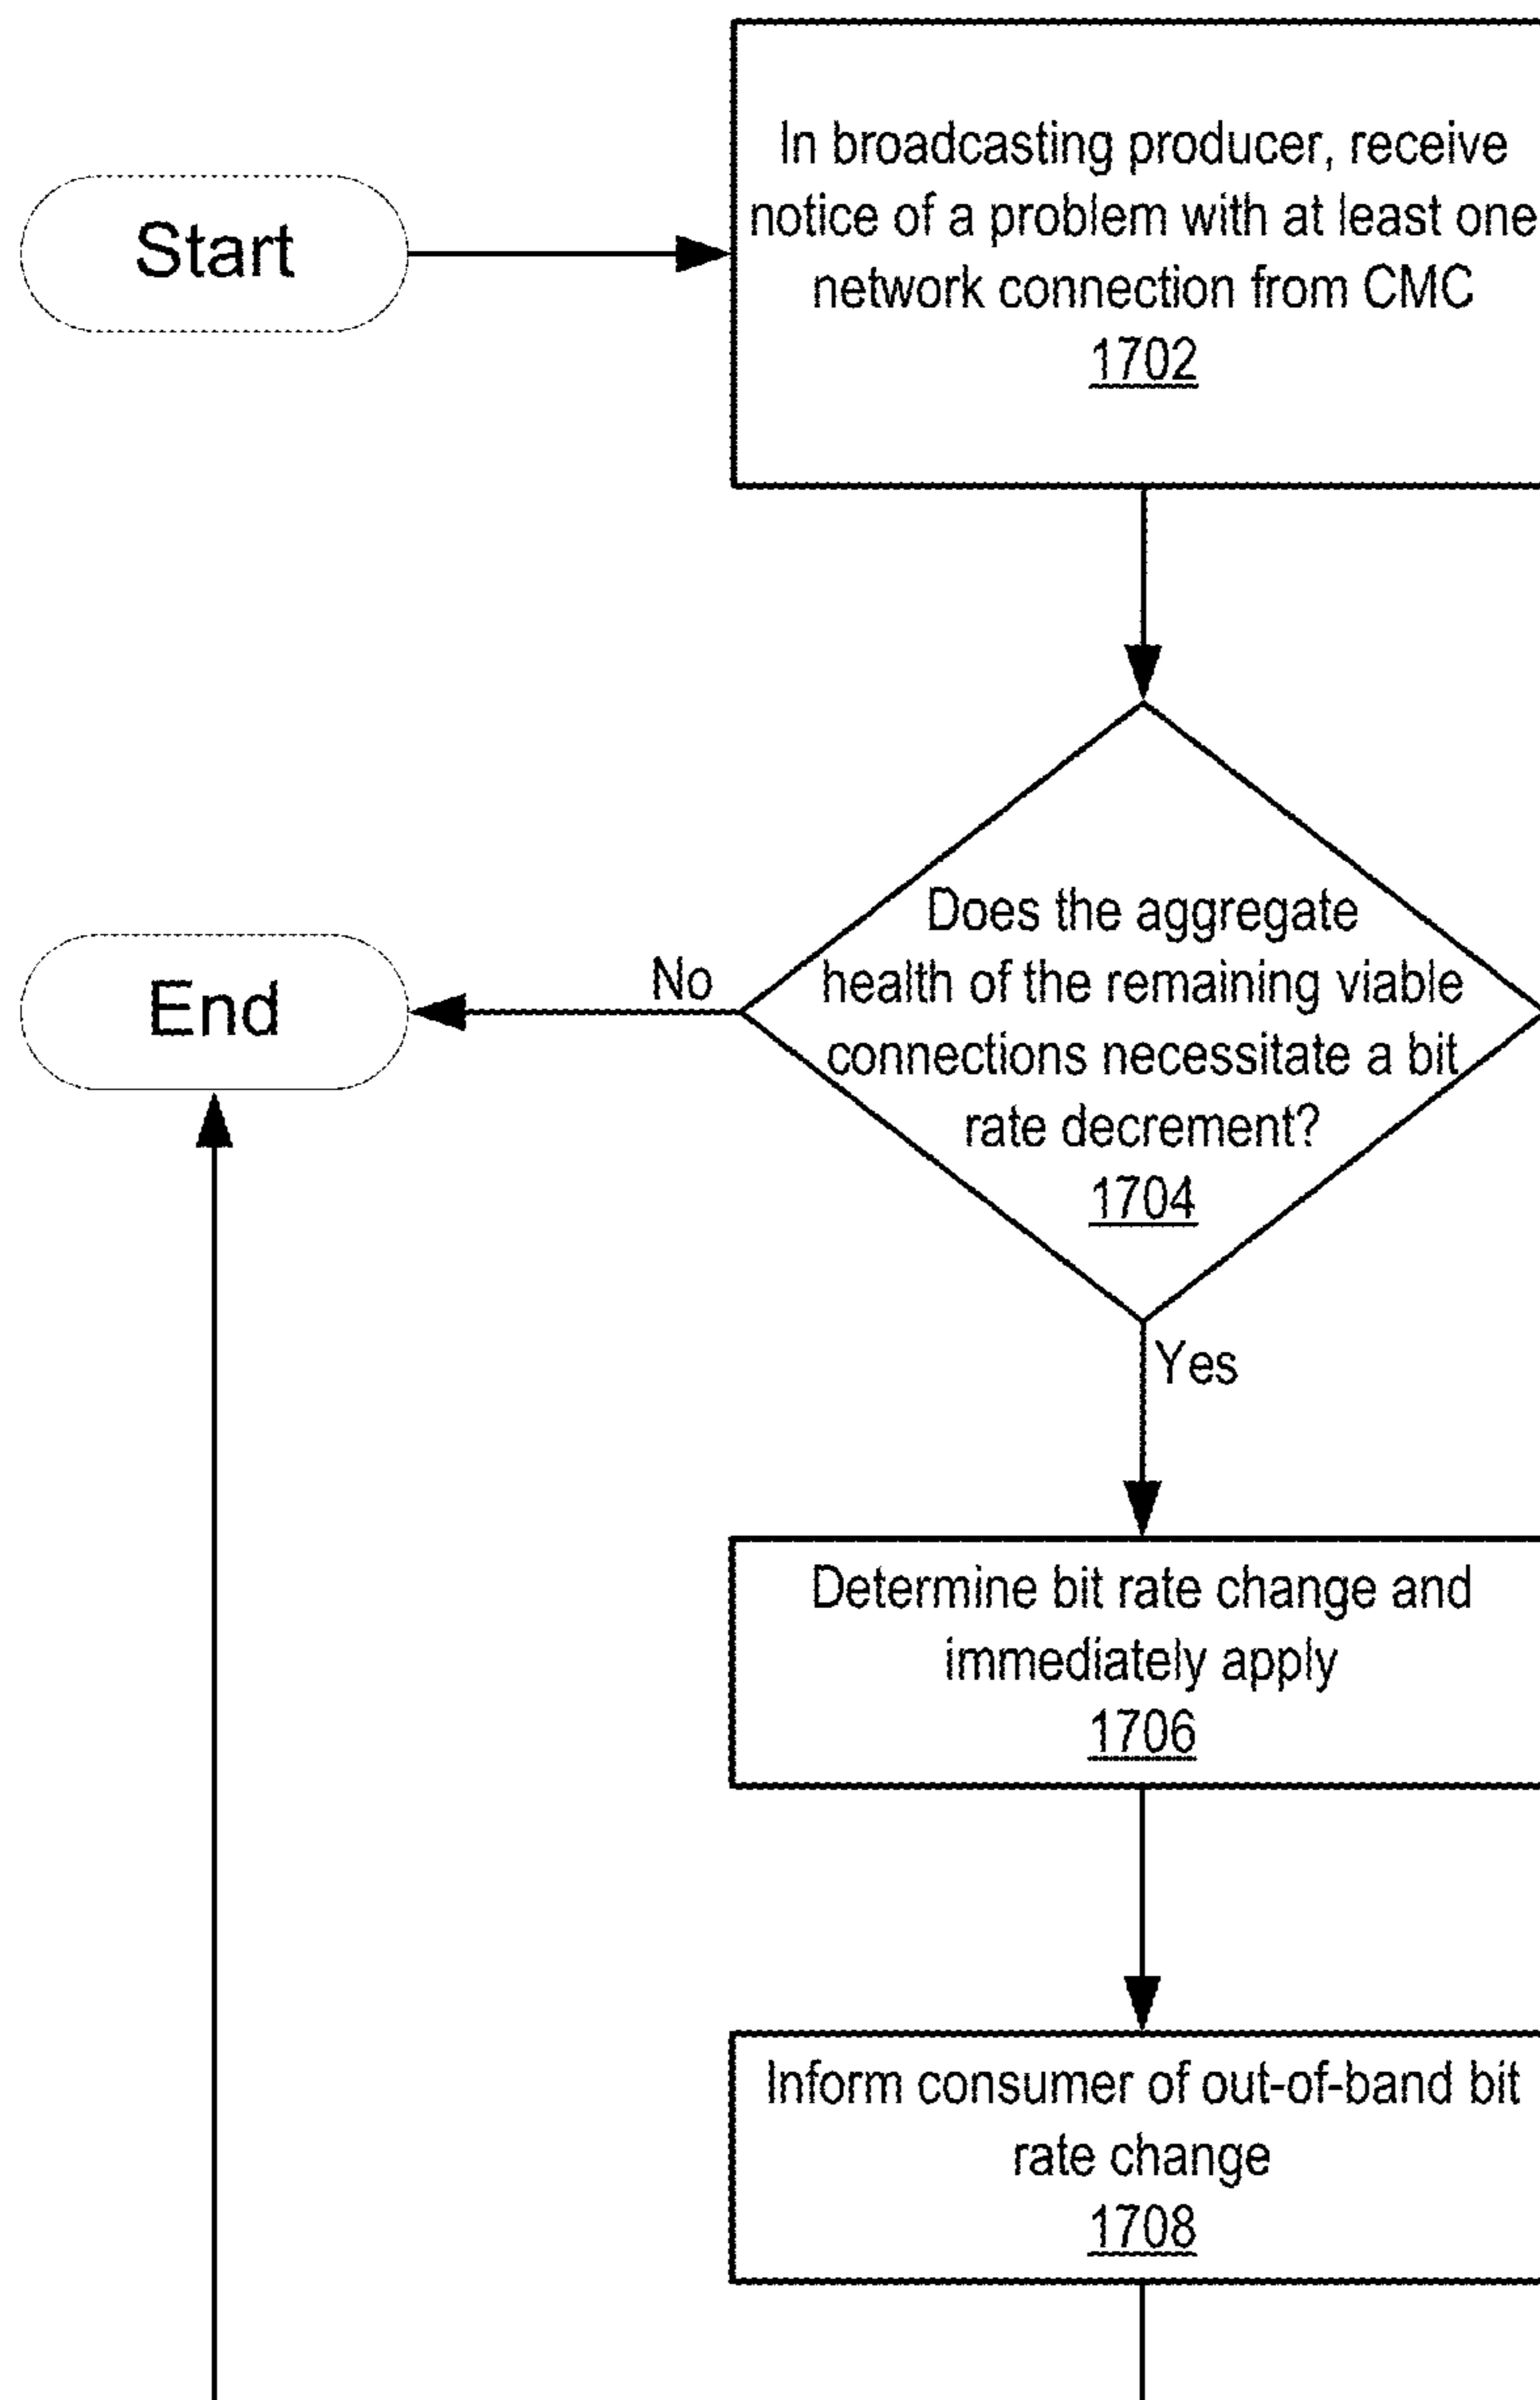 Start
In broadcasting producer, receive
notice of a problem with at least one
network connection from CMC
1702
Does the aggregate
health of the remaining viable
connections necessitate a bit
rate decrement?
1704
No
End
Yes
Determine bit rate change and
immediately apply
1706
Inform consumer of out-of-band bit
rate change
1708